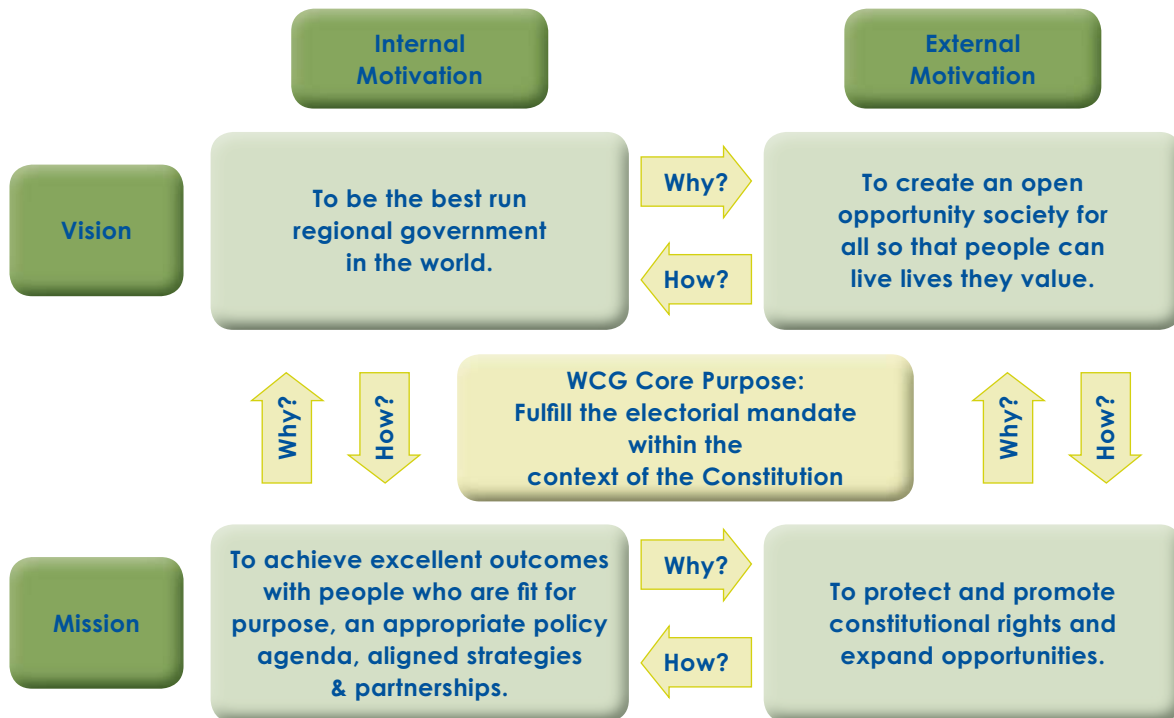 Internal
Motivation
External
Motivation
Vision
To be the best run
regional government
in the world.
Why?
How?
To create an open
opportunity society for
all so that people can
live lives they value.
Why?
How?
WCG Core Purpose:
Fulfill the electorial mandate
within the
context of the Constitution
Why?
How?
Mission
To achieve excellent outcomes
with people who are fit for
purpose, an appropriate policy
agenda, aligned strategies
& partnerships.
Why?
How?
To protect and promote
constitutional rights and
expand opportunities.